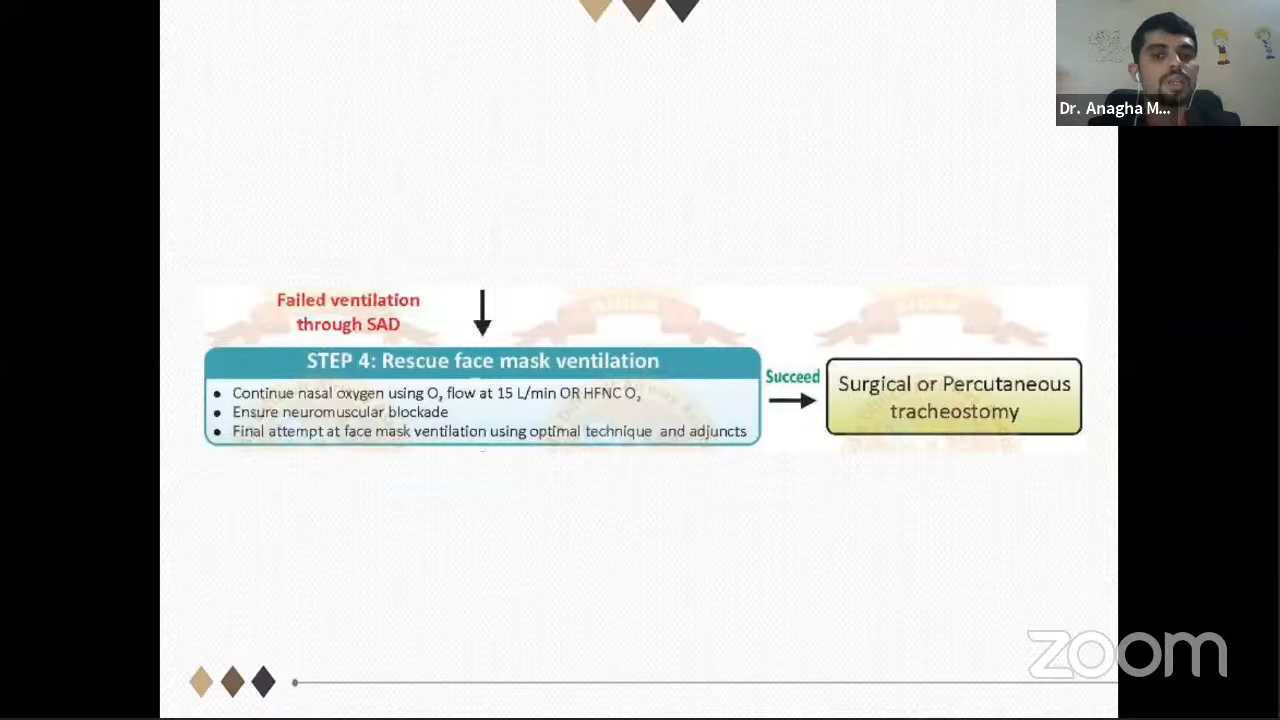 Dr. Anagha M...
Failed ventilation
through SAD
STEP 4: Rescue face mask ventilation
● Continue nasal oxygen using O₂ flow at 15 L/min OR HFNC O₂
● Ensure neuromuscular blockade
● Final attempt at face mask ventilation using optimal technique and adjuncts
Succeed
Surgical or Percutaneous
tracheostomy
zoom